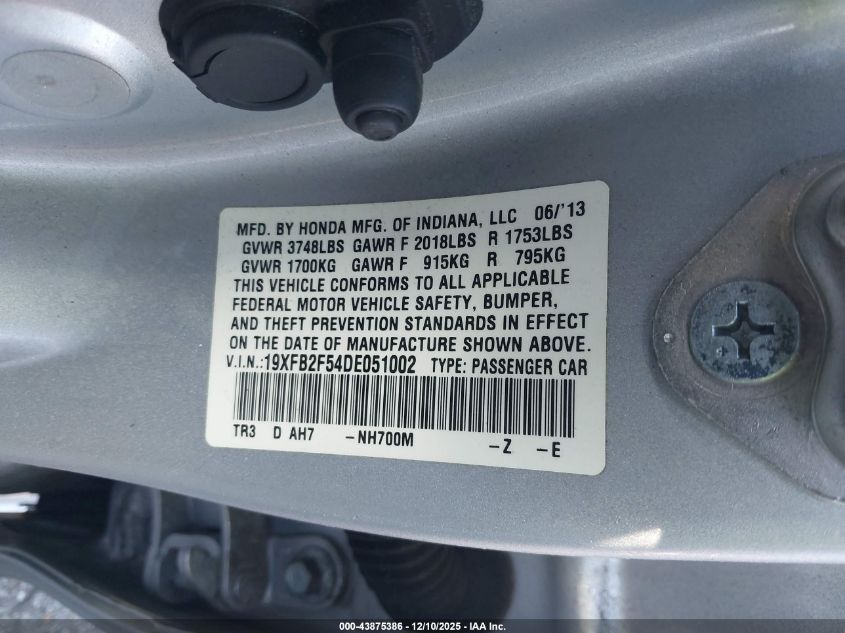 MFD. BY HONDA MFG. OF INDIANA, LLC 06/'13
GVWR 3748LBS GAWR F 2018LBS R 1753LBS
GVWR 1700KG GAWR F 915KG R 795KG
THIS VEHICLE CONFORMS TO ALL APPLICABLE
FEDERAL MOTOR VEHICLE SAFETY, BUMPER,
AND THEFT PREVENTION STANDARDS IN EFFECT
ON THE DATE OF MANUFACTURE SHOWN ABOVE.
V.I.N.:19XFB2F54DE051002 TYPE: PASSENGER CAR
TR3 D AH7 -NH700M -Z -E
000-43875386 - 12/10/2025 - IAA Inc.